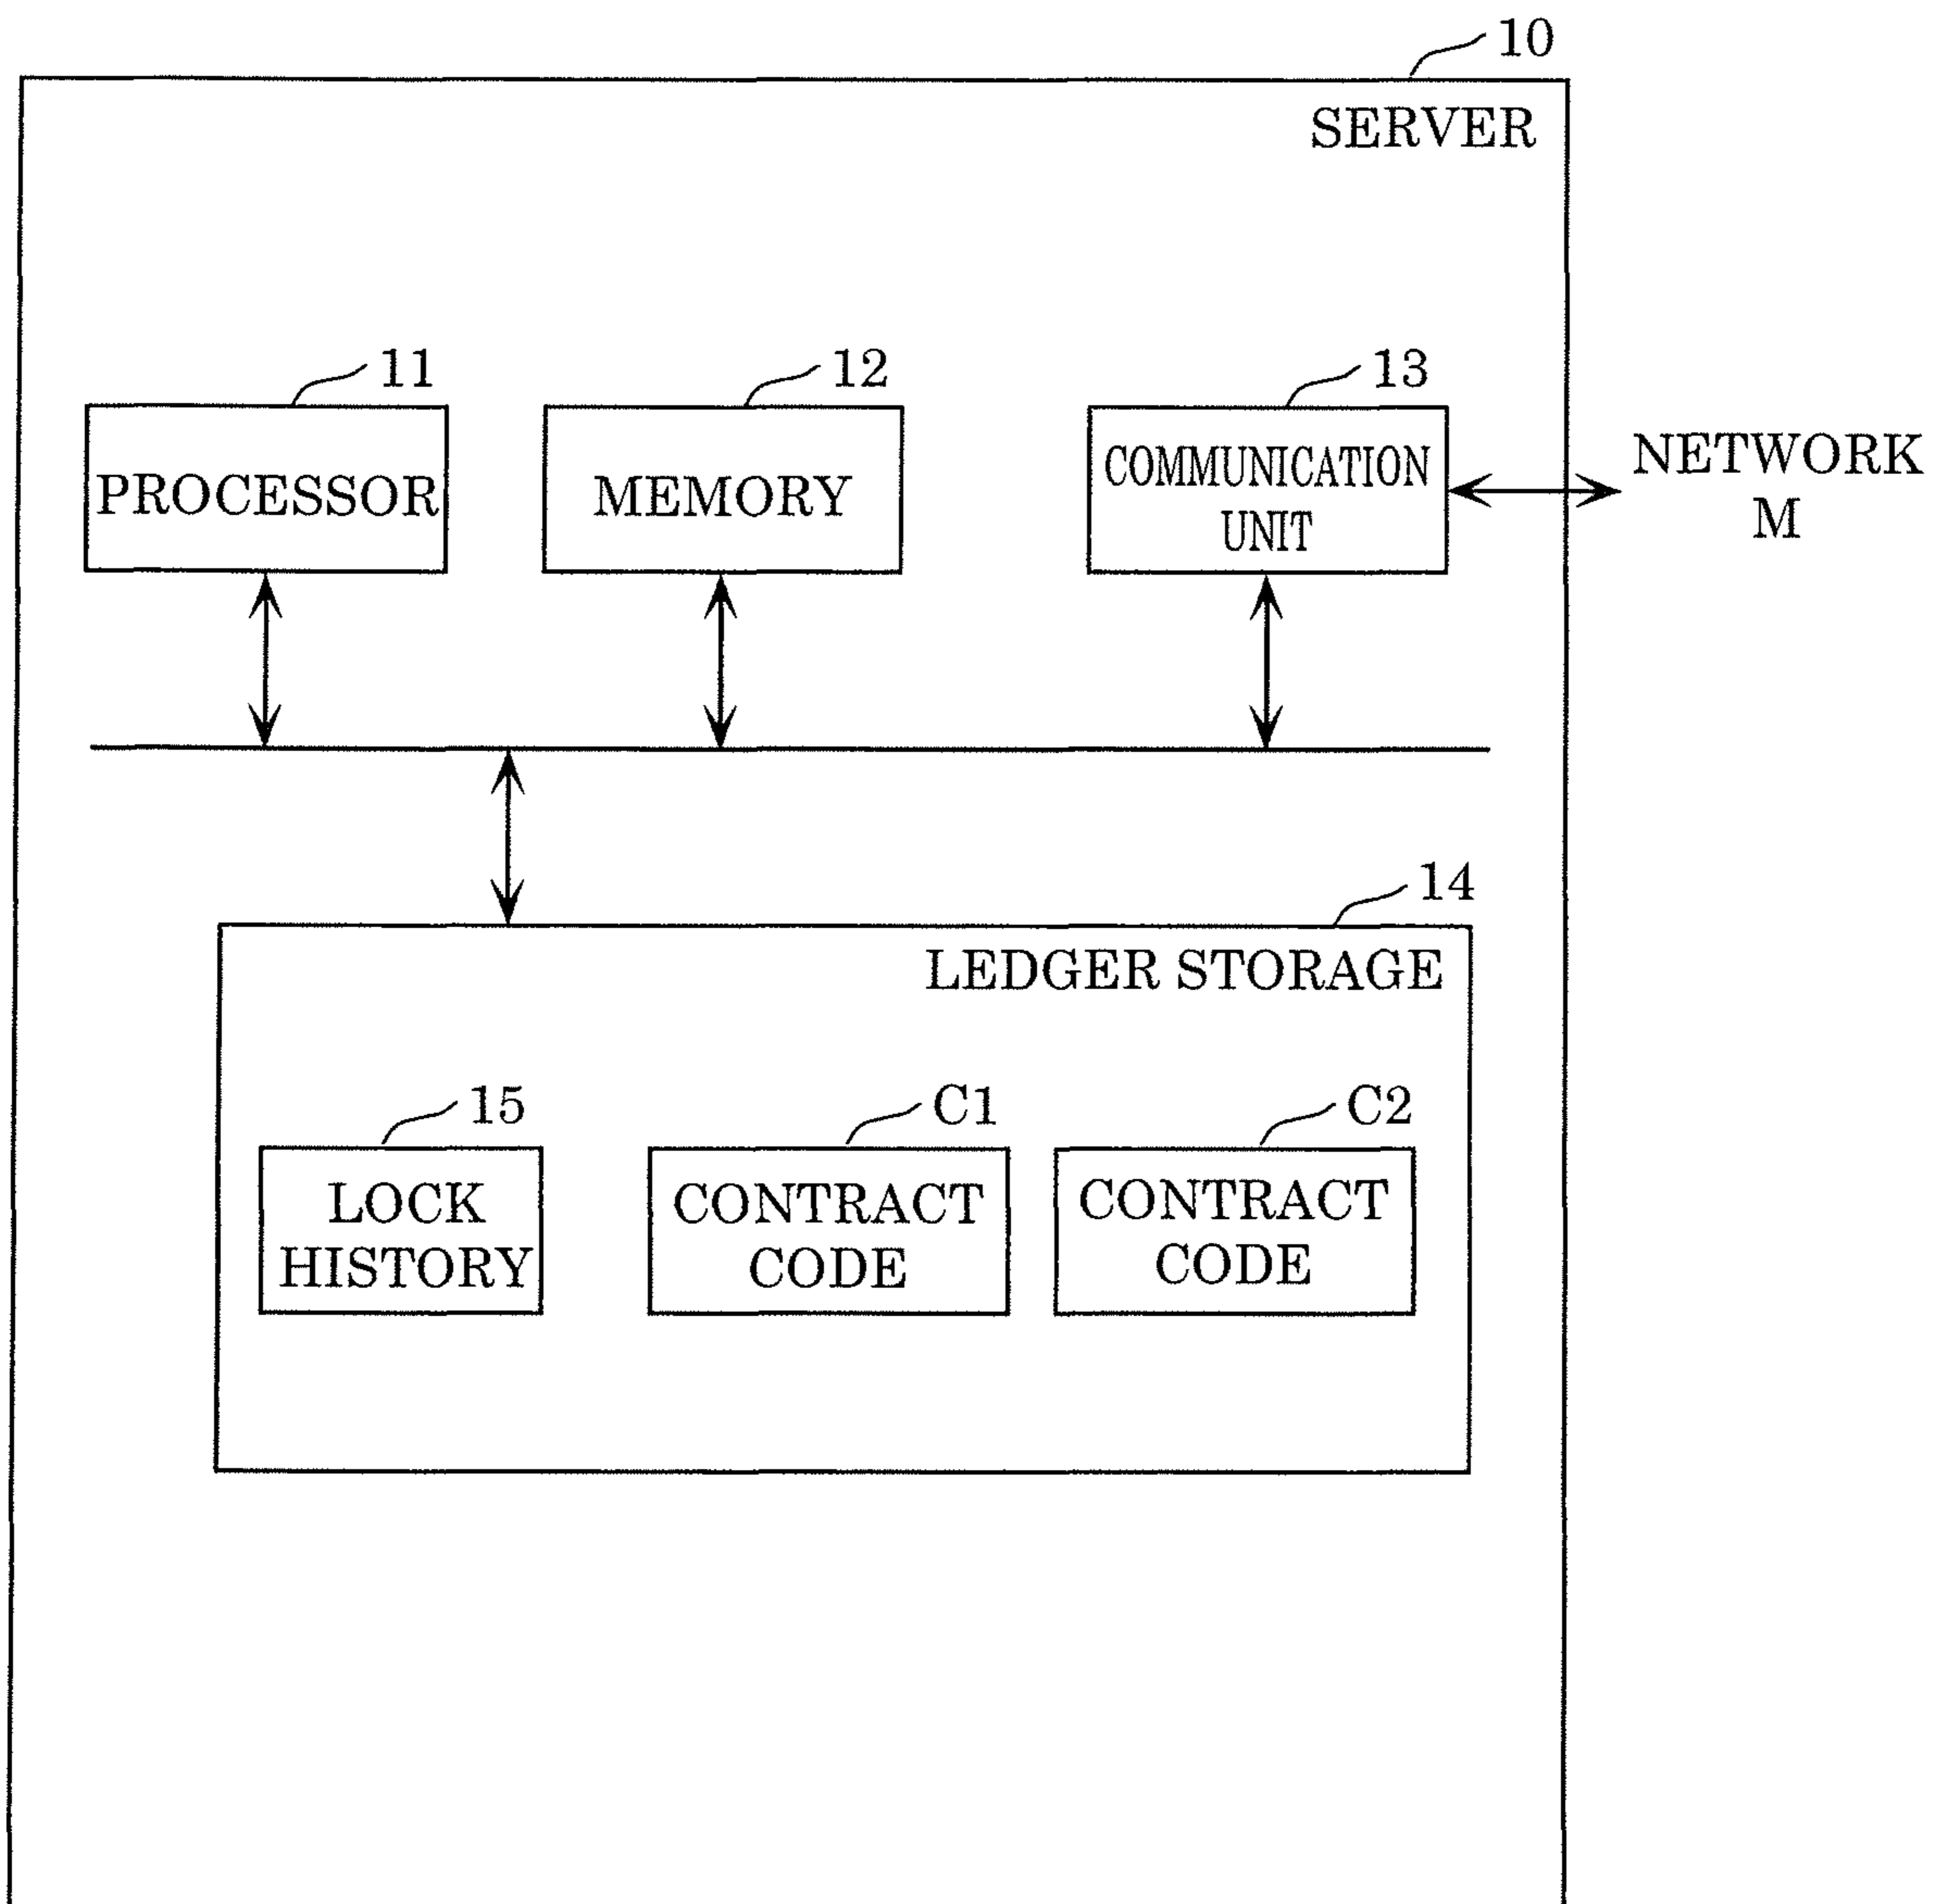 10
SERVER
11
12
13
PROCESSOR
MEMORY
COMMUNICATION
UNIT
NETWORK
M
14
LEDGER STORAGE
15
C1
C2
LOCK
HISTORY
CONTRACT
CODE
CONTRACT
CODE